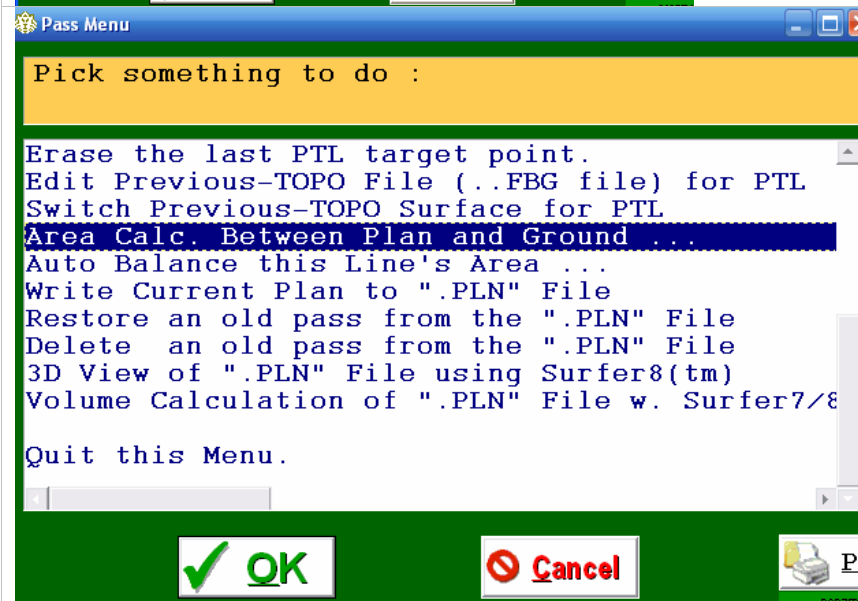 Pass Menu
Pick something to do :
Erase the last PTL target point.
Edit Previous-TOPO File (..FBG file) for PTL
Switch Previous-TOPO Surface for PTL
Area Calc. Between Plan and Ground ...
Auto Balance this Line's Area ...
Write Current Plan to ".PLN" File
Restore an old pass from the ".PLN" File
Delete  an old pass from the ".PLN" File
3D View of ".PLN" File using Surfer8(tm)
Volume Calculation of ".PLN" File w. Surfer7/8
Quit this Menu.
OK
Cancel
P